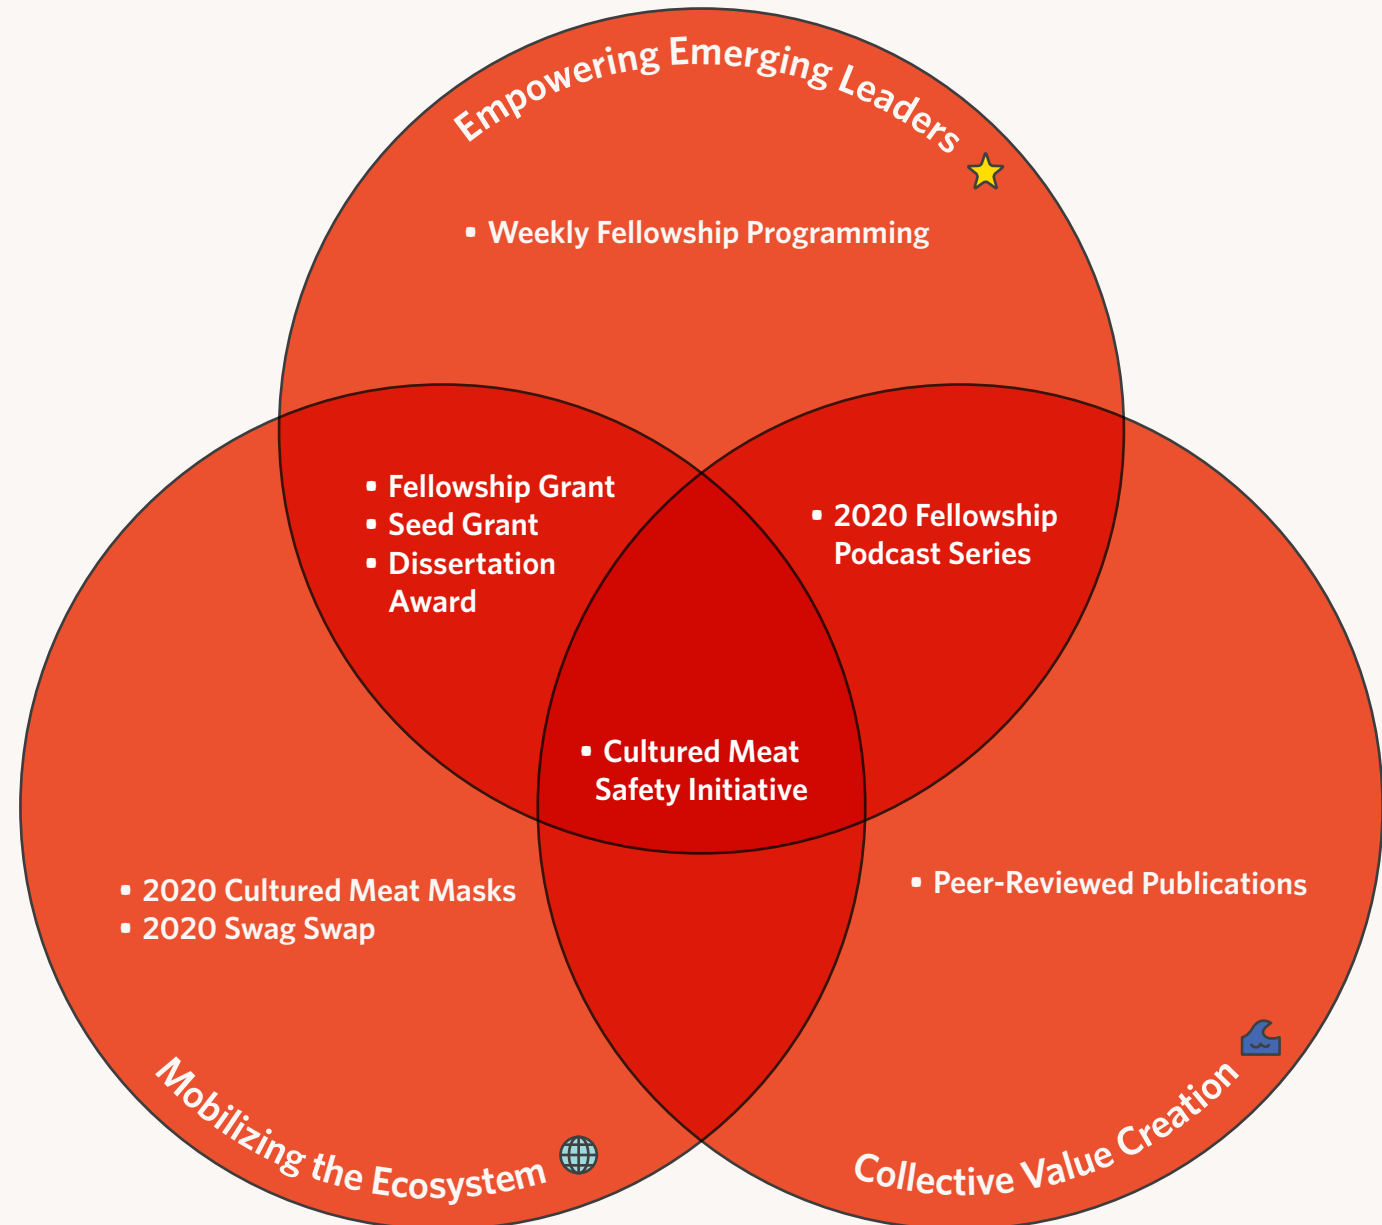 Empowering Emerging Leaders
▪ Weekly Fellowship Programming
▪ Fellowship Grant
▪ Seed Grant
▪ Dissertation
Award
▪ 2020 Fellowship
Podcast Series
▪ Cultured Meat
Safety Initiative
▪ 2020 Cultured Meat Masks
▪ 2020 Swag Swap
▪ Peer-Reviewed Publications
Mobilizing the Ecosystem
Collective Value Creation